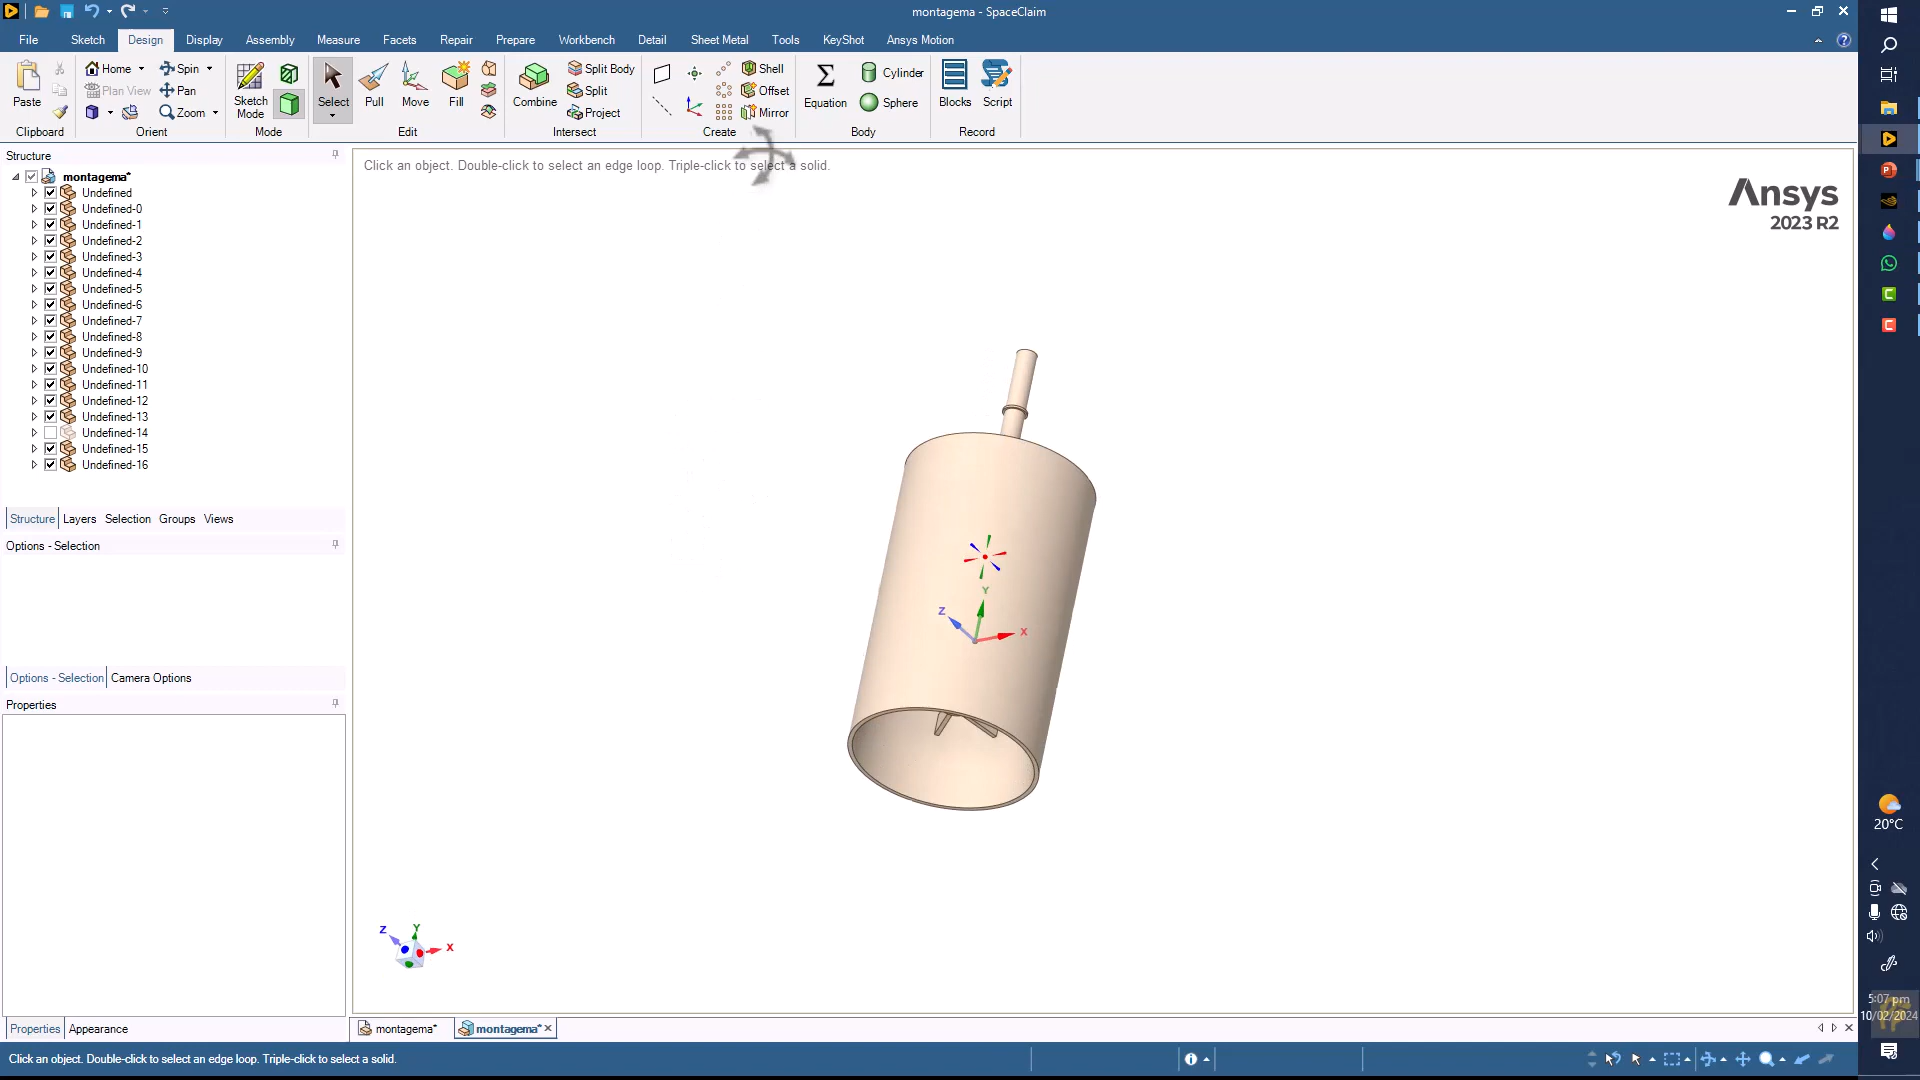 montagema - SpaceClaim
File Sketch Design Display Assembly Measure Facets Repair Prepare Workbench Detail Sheet Metal Tools KeyShot Ansys Motion
Paste
Clipboard
Home Spin
Plan View Pan
Zoom
Orient
Sketch Mode
Mode
Select Pull Move Fill
Edit
Combine
Split Body
Split
Project
Intersect
Shell
Offset
Mirror
Create
Equation
Cylinder
Sphere
Body
Blocks Script
Record
Structure
montagema*
Undefined
Undefined-0
Undefined-1
Undefined-2
Undefined-3
Undefined-4
Undefined-5
Undefined-6
Undefined-7
Undefined-8
Undefined-9
Undefined-10
Undefined-11
Undefined-12
Undefined-13
Undefined-14
Undefined-15
Undefined-16
Structure Layers Selection Groups Views
Options - Selection
Options - Selection Camera Options
Properties
Properties Appearance
Click an object. Double-click to select an edge loop. Triple-click to select a solid.
Ansys
2023 R2
Y
Z
X
Z Y X
montagema* montagema*
Click an object. Double-click to select an edge loop. Triple-click to select a solid.
20°C
5:07 pm
10/02/2024